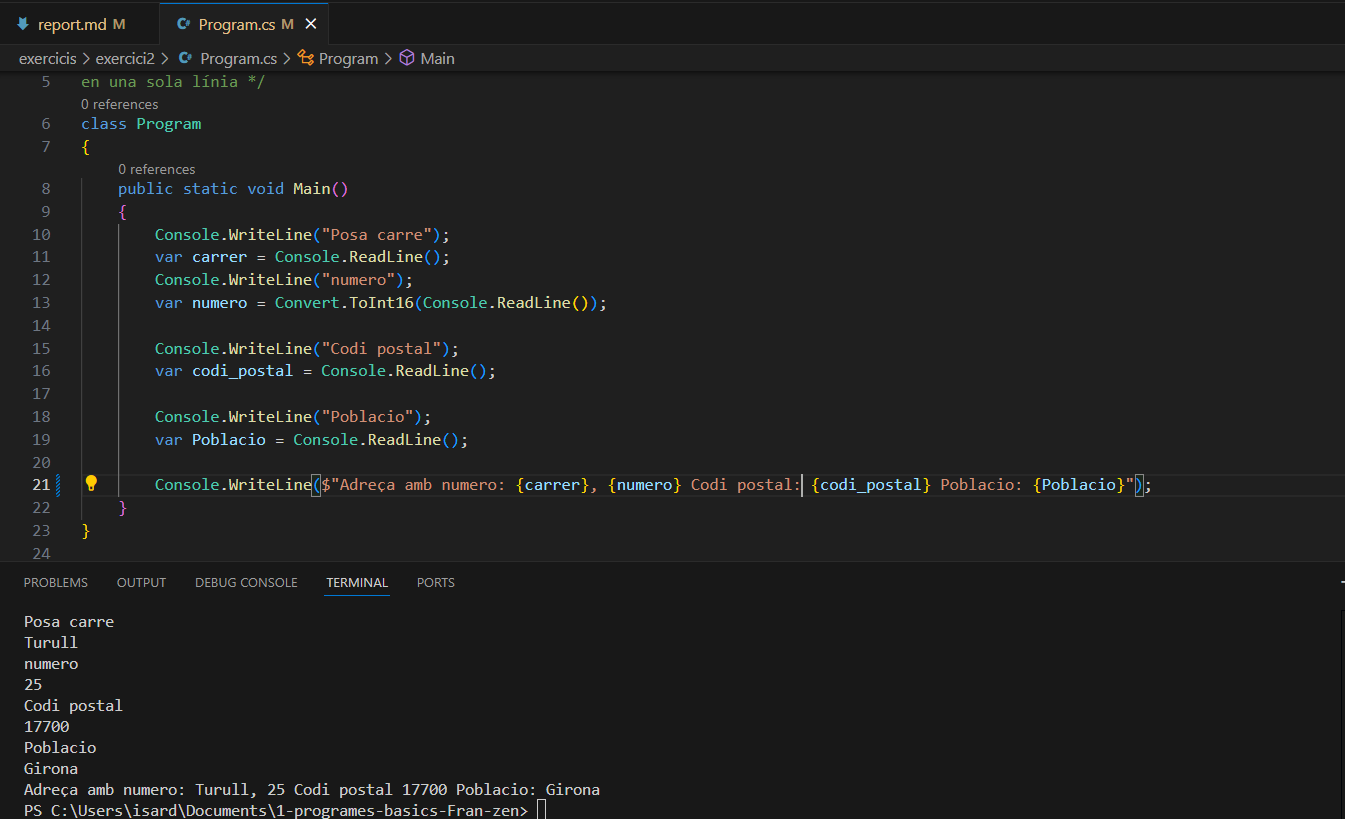 report.md M
Program.cs M
exercicis > exercici2 > Program.cs > Program > Main
5 en una sola línia */
0 references
6 class Program
7 {
0 references
8 public static void Main()
9 {
10 Console.WriteLine("Posa carre");
11 var carrer = Console.ReadLine();
12 Console.WriteLine("numero");
13 var numero = Convert.ToInt16(Console.ReadLine());
14
15 Console.WriteLine("Codi postal");
16 var codi_postal = Console.ReadLine();
17
18 Console.WriteLine("Poblacio");
19 var Poblacio = Console.ReadLine();
20
21 Console.WriteLine($"Adreça amb numero: {carrer}, {numero} Codi postal: {codi_postal} Poblacio: {Poblacio}");
22 }
23 }
24
PROBLEMS OUTPUT DEBUG CONSOLE TERMINAL PORTS
Posa carre
Turull
numero
25
Codi postal
17700
Poblacio
Girona
Adreça amb numero: Turull, 25 Codi postal 17700 Poblacio: Girona
PS C:\Users\isard\Documents\1-programes-basics-Fran-zen>